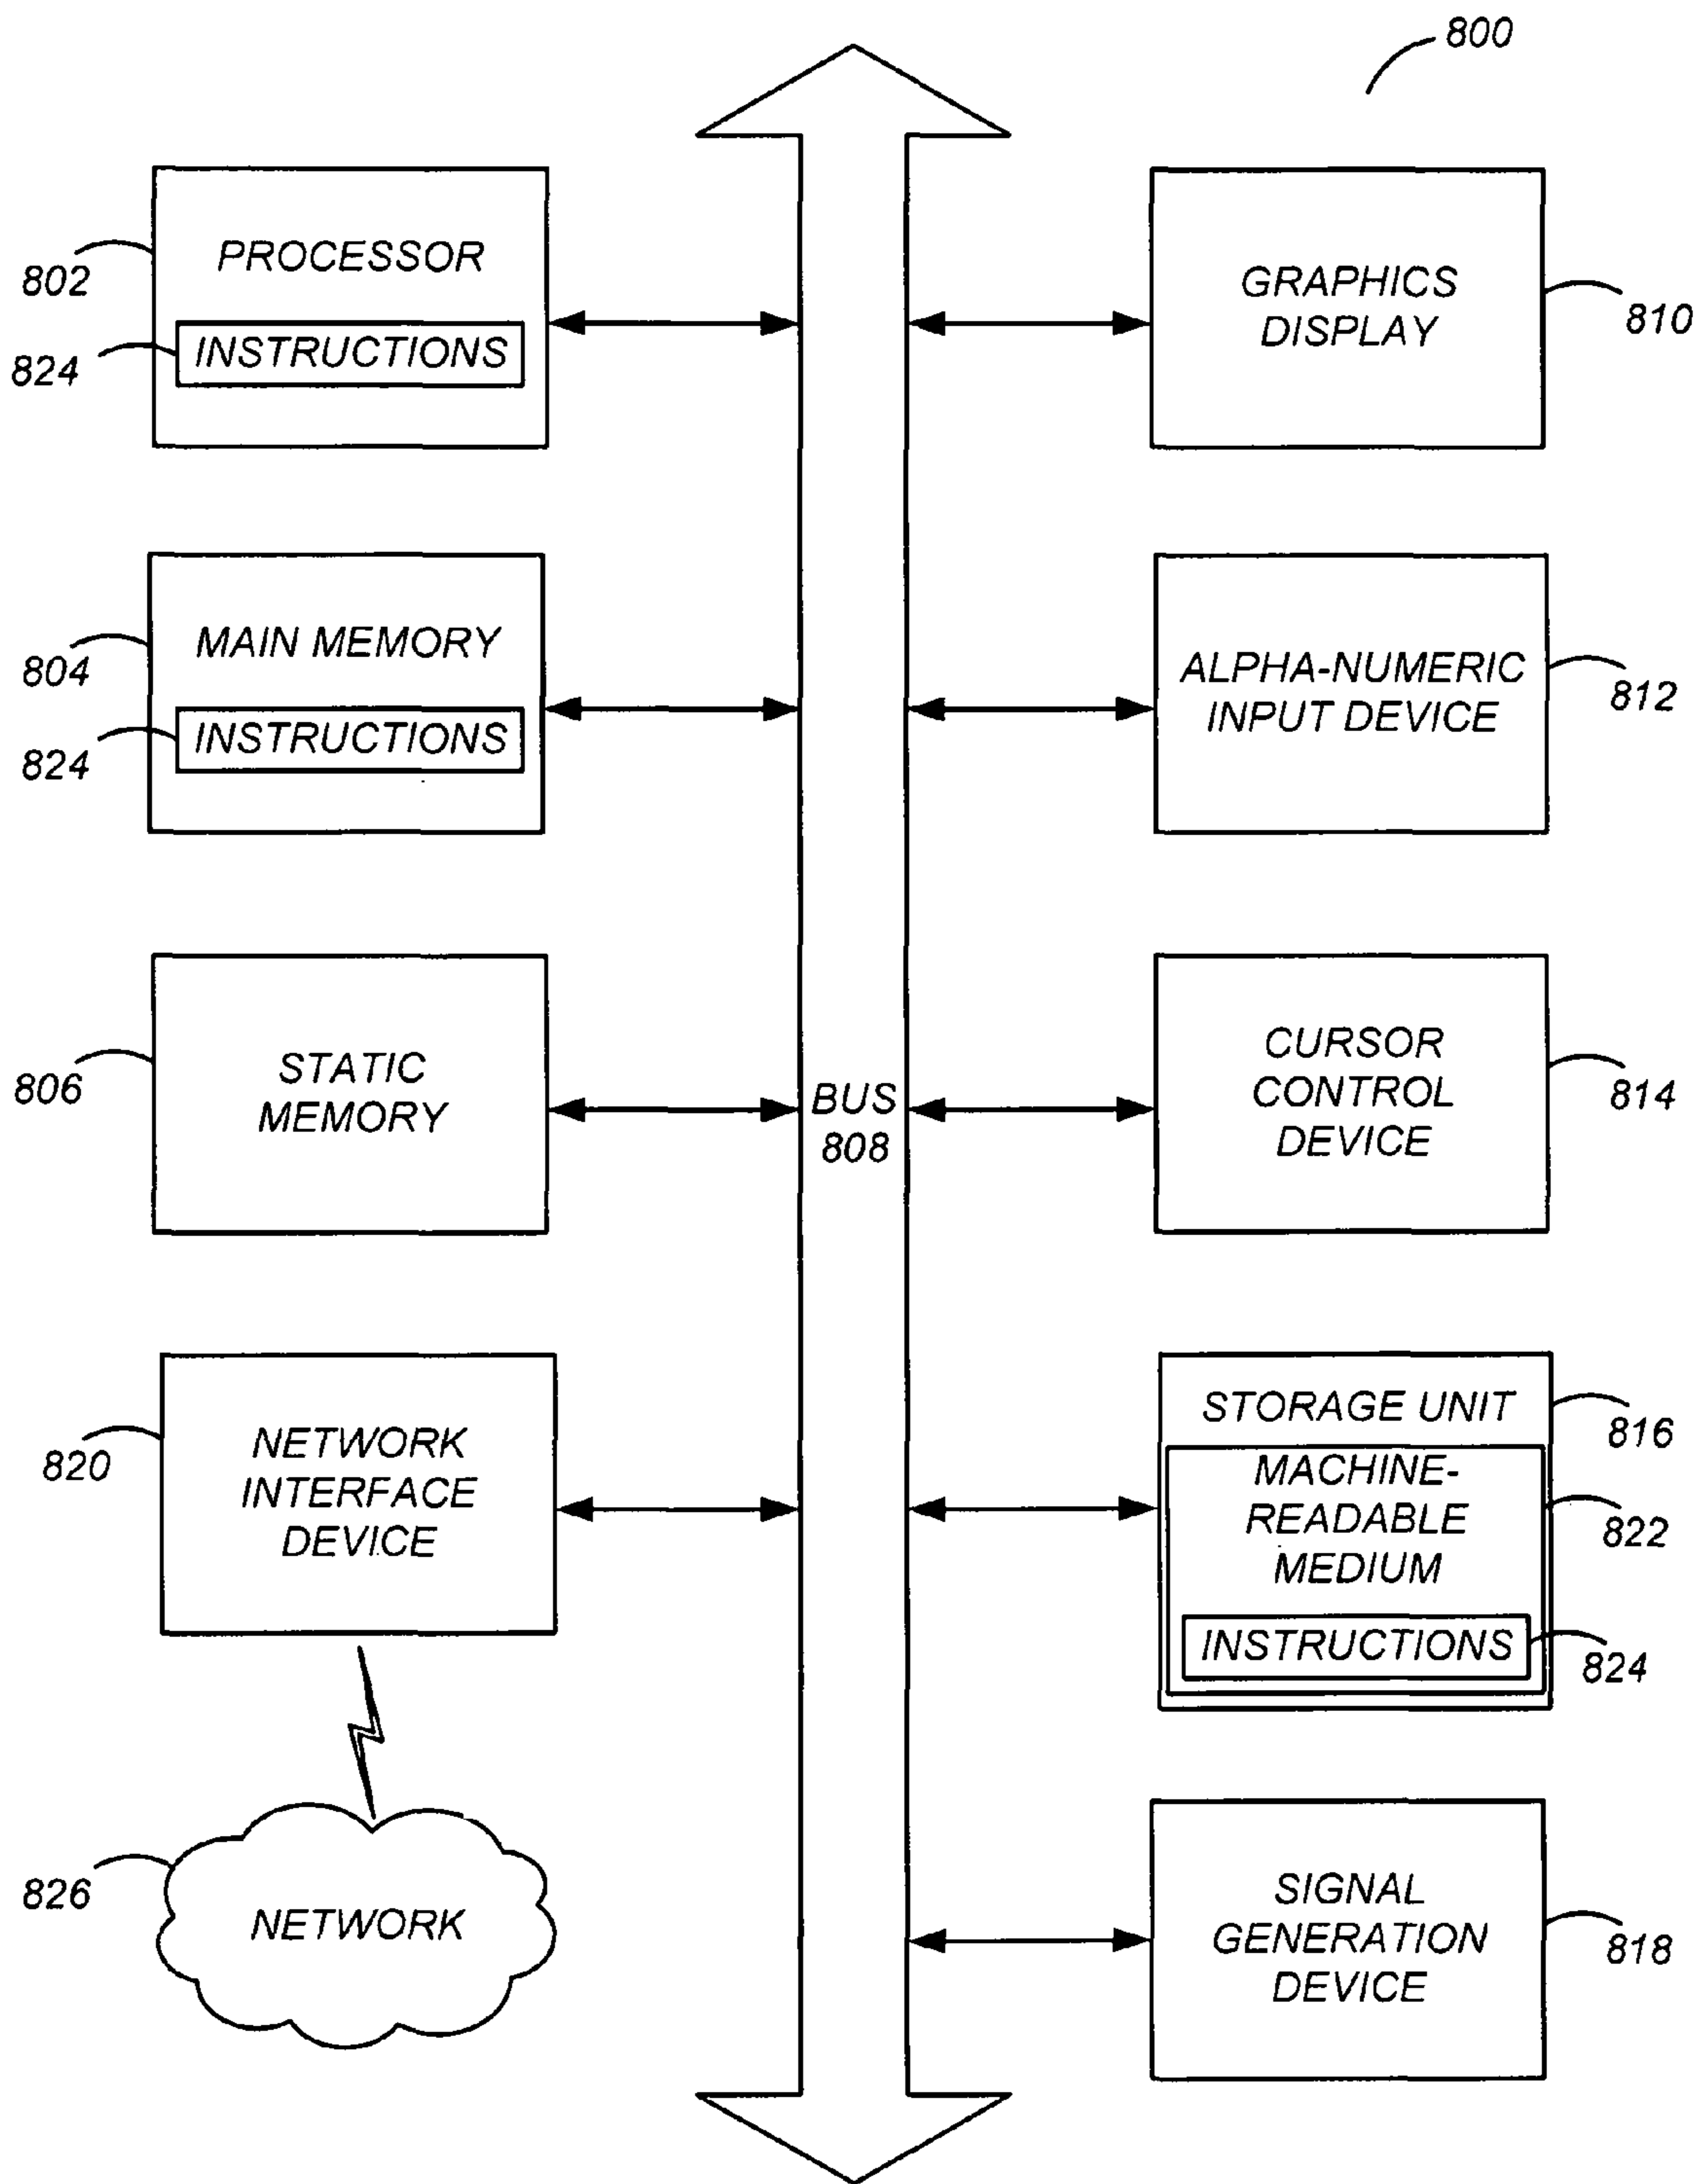 800
PROCESSOR
802
INSTRUCTIONS
824
GRAPHICS
DISPLAY
810
MAIN MEMORY
804
INSTRUCTIONS
824
ALPHA-NUMERIC
INPUT DEVICE
812
STATIC
MEMORY
806
BUS
808
CURSOR
CONTROL
DEVICE
814
NETWORK
INTERFACE
DEVICE
820
STORAGE UNIT
816
MACHINE-
READABLE
MEDIUM
822
INSTRUCTIONS
824
826
NETWORK
SIGNAL
GENERATION
DEVICE
818